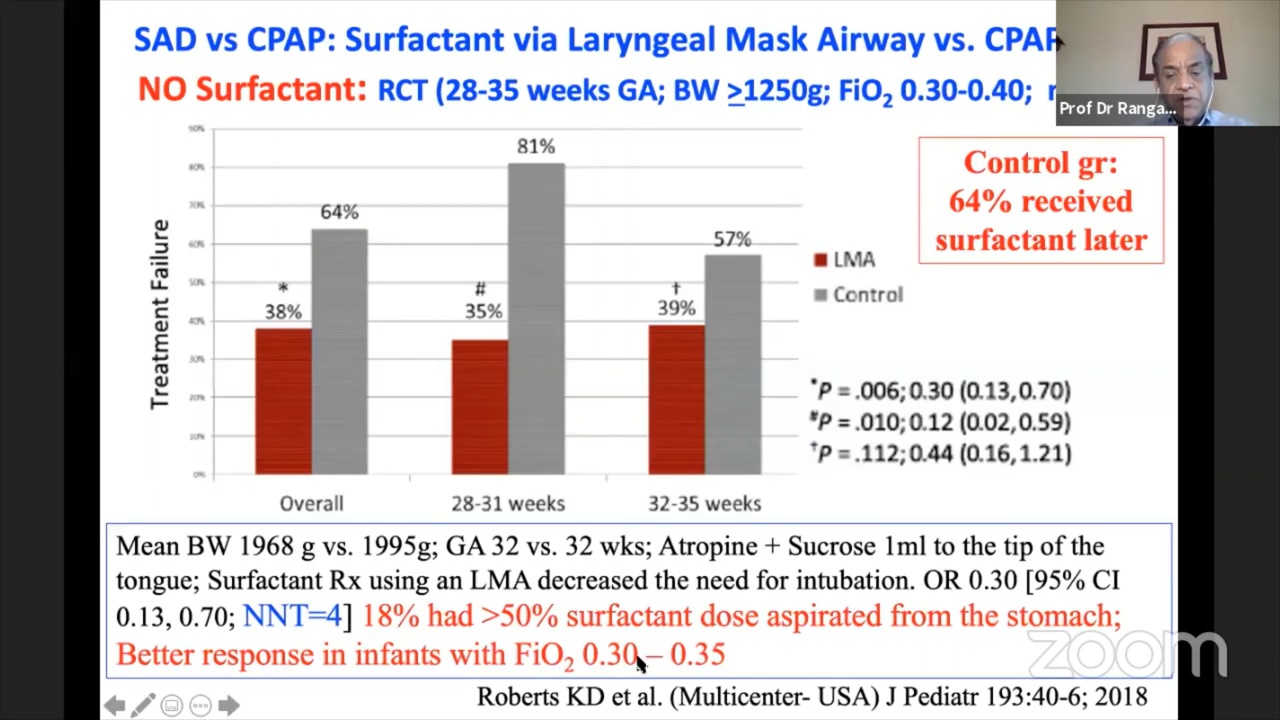 SAD vs CPAP: Surfactant via Laryngeal Mask Airway vs. CPAP
NO Surfactant: RCT (28-35 weeks GA; BW ≥1250g; FiO₂ 0.30-0.40;
Prof Dr Ranga...
90%
80%
70%
60%
50%
40%
30%
20%
10%
0%
Treatment Failure
*
38%
64%
#
35%
81%
†
39%
57%
Overall
28-31 weeks
32-35 weeks
LMA
Control
Control gr:
64% received
surfactant later
*P = .006; 0.30 (0.13, 0.70)
#P = .010; 0.12 (0.02, 0.59)
†P = .112; 0.44 (0.16, 1.21)
Mean BW 1968 g vs. 1995g; GA 32 vs. 32 wks; Atropine + Sucrose 1ml to the tip of the
tongue; Surfactant Rx using an LMA decreased the need for intubation. OR 0.30 [95% CI
0.13, 0.70; NNT=4] 18% had >50% surfactant dose aspirated from the stomach;
Better response in infants with FiO₂ 0.30 – 0.35
zoom
Roberts KD et al. (Multicenter- USA) J Pediatr 193:40-6; 2018